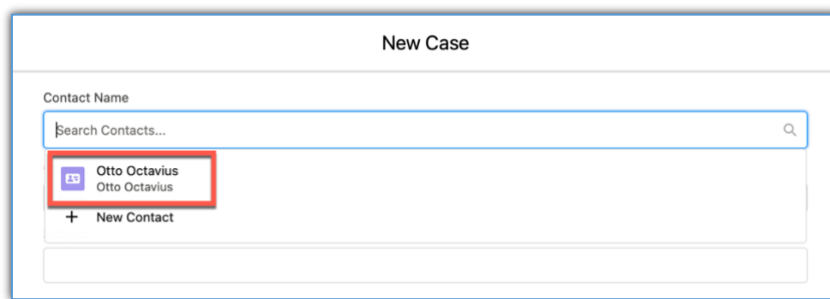 New Case
Contact Name
Search Contacts...
Otto Octavius
Otto Octavius
+ New Contact